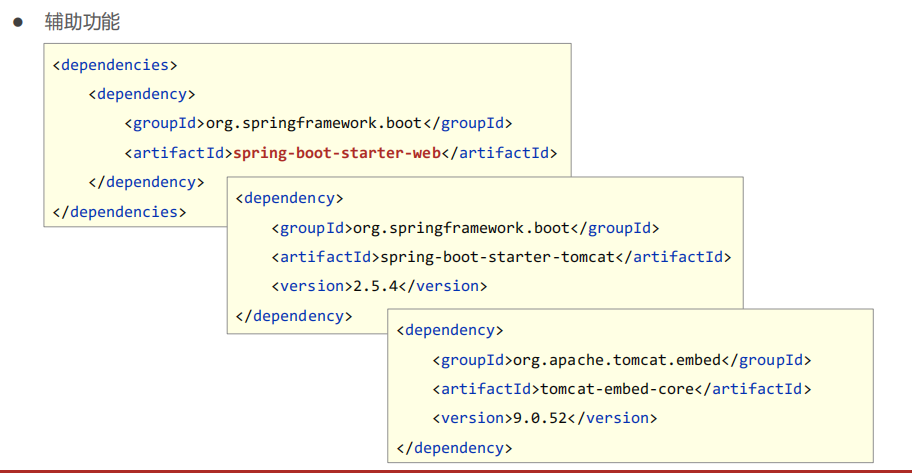 ● 辅助功能
<dependencies>
    <dependency>
        <groupId>org.springframework.boot</groupId>
        <artifactId>spring-boot-starter-web</artifactId>
    </dependency>
</dependencies>
<dependency>
    <groupId>org.springframework.boot</groupId>
    <artifactId>spring-boot-starter-tomcat</artifactId>
    <version>2.5.4</version>
</dependency>
<dependency>
    <groupId>org.apache.tomcat.embed</groupId>
    <artifactId>tomcat-embed-core</artifactId>
    <version>9.0.52</version>
</dependency>